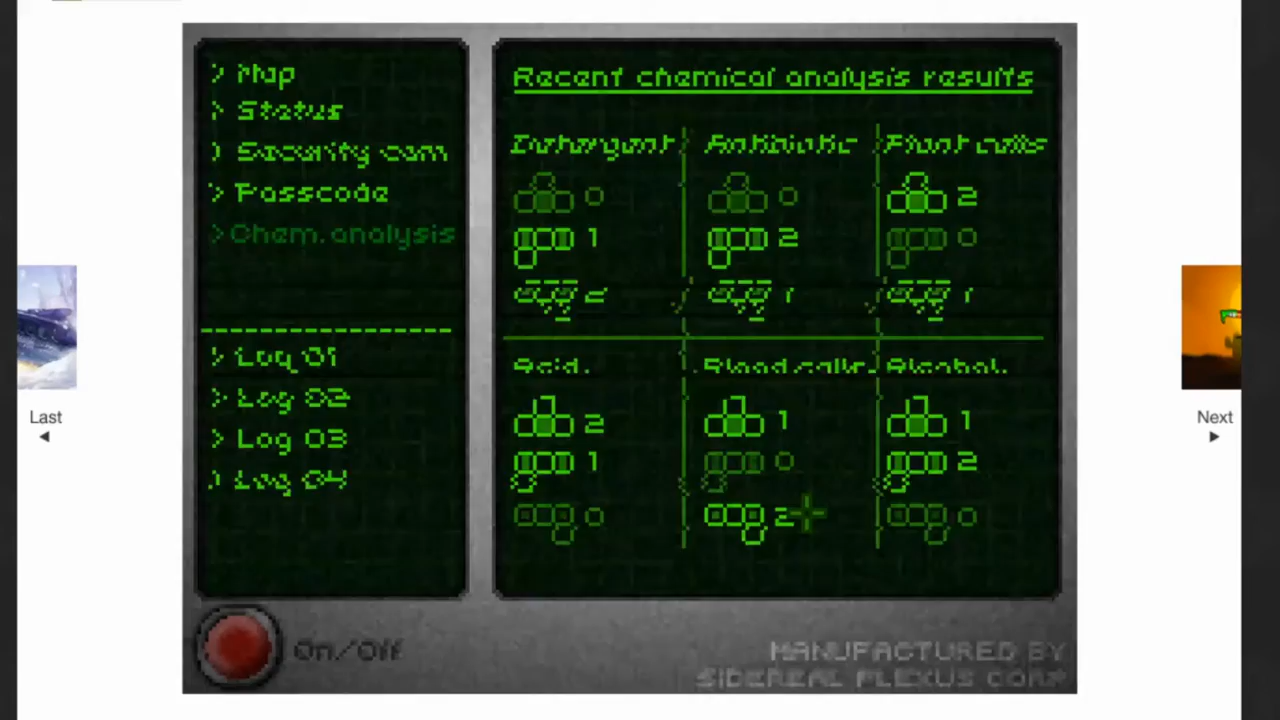 > Map
> Status
> Security cam
> Passcode
> Chem. analysis
> Log 01
> Log 02
> Log 03
> Log 04
Recent chemical analysis results
Detergent Antibiotic Plant cells
0 0 2
1 2 0
2 1 1
Acid. Blood cells. Alcohol.
2 1 1
1 0 2
0 2 0
On/Off
MANUFACTURED BY
SIDEREAL PLEXUS CORP
Last
Next